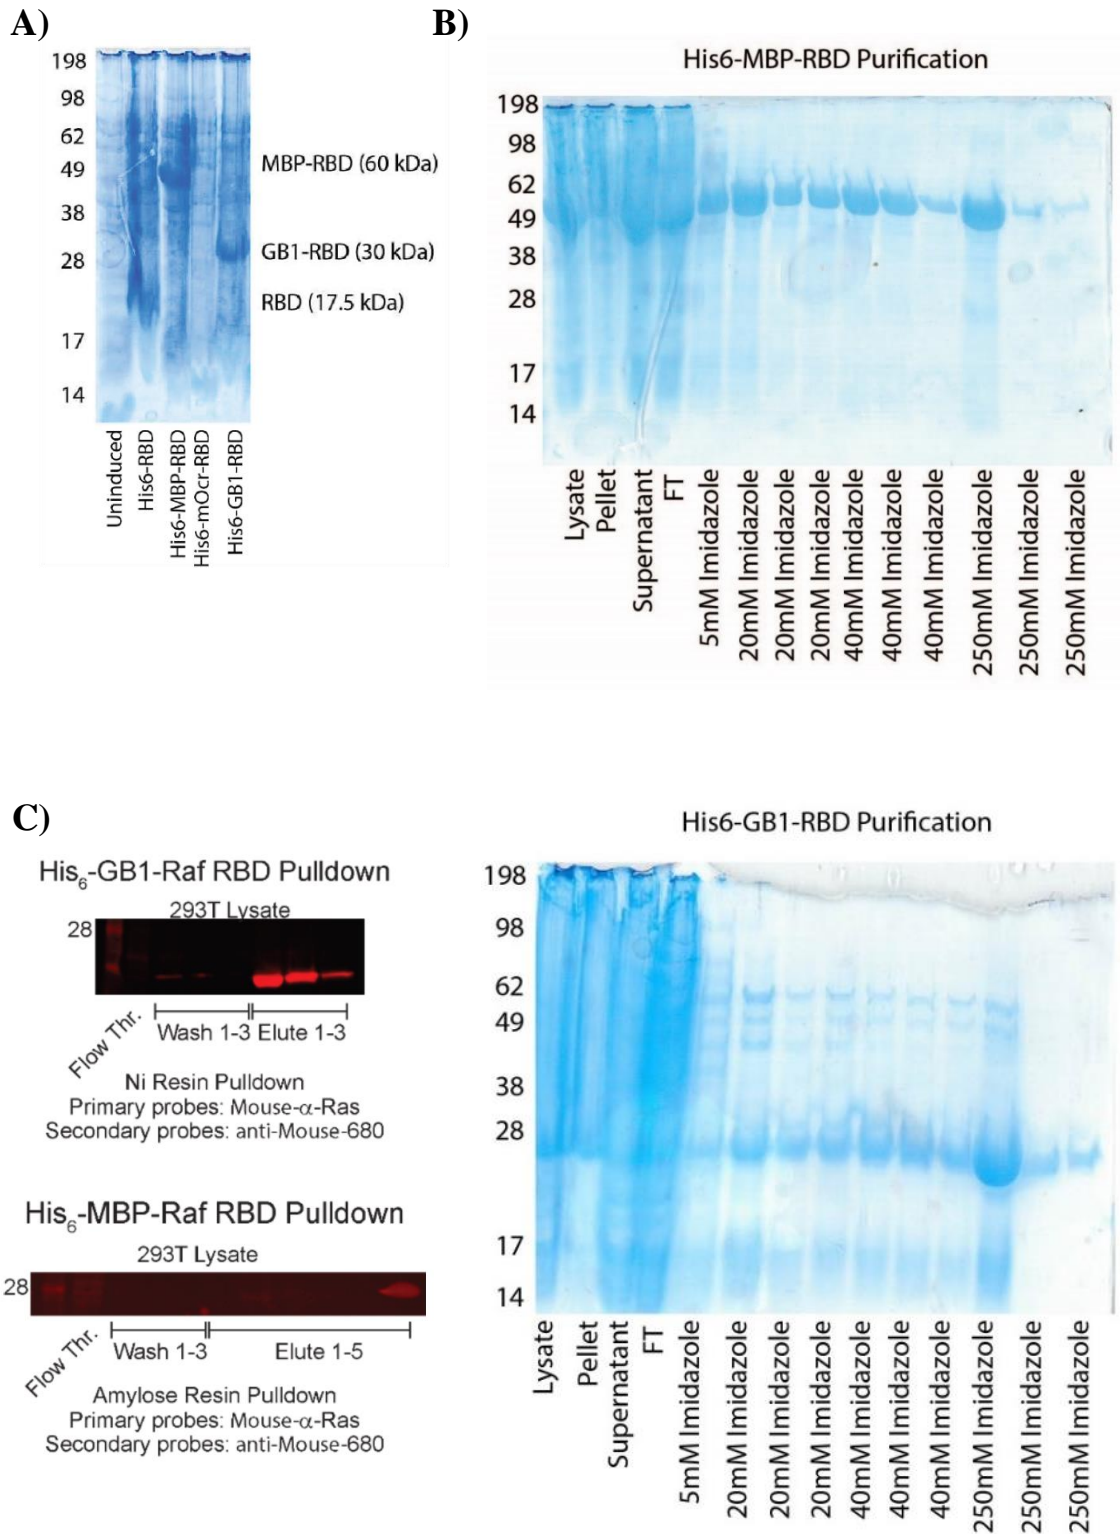 A)
198
98
62
49
38
28
17
14
MBP-RBD (60 kDa)
GB1-RBD (30 kDa)
RBD (17.5 kDa)
Uninduced
His6-RBD
His6-MBP-RBD
His6-mOcr-RBD
His6-GB1-RBD
B)
His6-MBP-RBD Purification
198
98
62
49
38
28
17
14
Lysate
Pellet
Supernatant
FT
5mM Imidazole
20mM Imidazole
20mM Imidazole
20mM Imidazole
40mM Imidazole
40mM Imidazole
40mM Imidazole
250mM Imidazole
250mM Imidazole
250mM Imidazole
C)
His6-GB1-Raf RBD Pulldown
293T Lysate
28
Flow Thr.
Wash 1-3
Elute 1-3
Ni Resin Pulldown
Primary probes: Mouse-α-Ras
Secondary probes: anti-Mouse-680
His6-MBP-Raf RBD Pulldown
293T Lysate
28
Flow Thr.
Wash 1-3
Elute 1-5
Amylose Resin Pulldown
Primary probes: Mouse-α-Ras
Secondary probes: anti-Mouse-680
His6-GB1-RBD Purification
198
98
62
49
38
28
17
14
Lysate
Pellet
Supernatant
FT
5mM Imidazole
20mM Imidazole
20mM Imidazole
20mM Imidazole
40mM Imidazole
40mM Imidazole
40mM Imidazole
250mM Imidazole
250mM Imidazole
250mM Imidazole